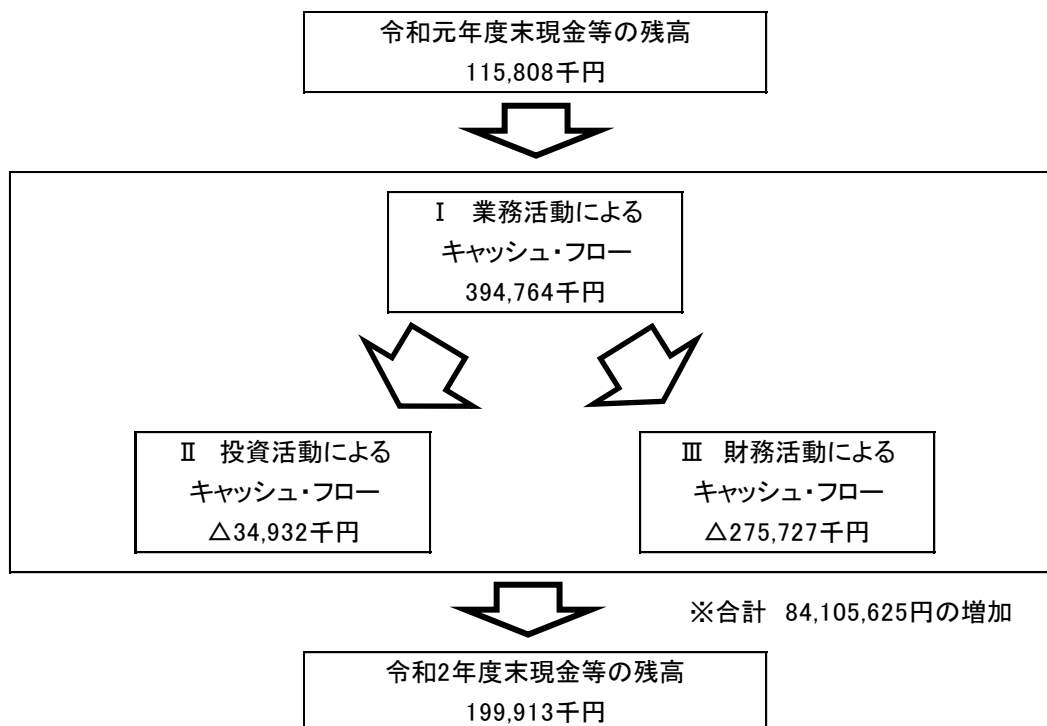 令和元年度末現金等の残高
115,808千円
Ⅰ　業務活動による
キャッシュ・フロー
394,764千円
Ⅱ　投資活動による
キャッシュ・フロー
△34,932千円
Ⅲ　財務活動による
キャッシュ・フロー
△275,727千円
※合計　84,105,625円の増加
令和2年度末現金等の残高
199,913千円